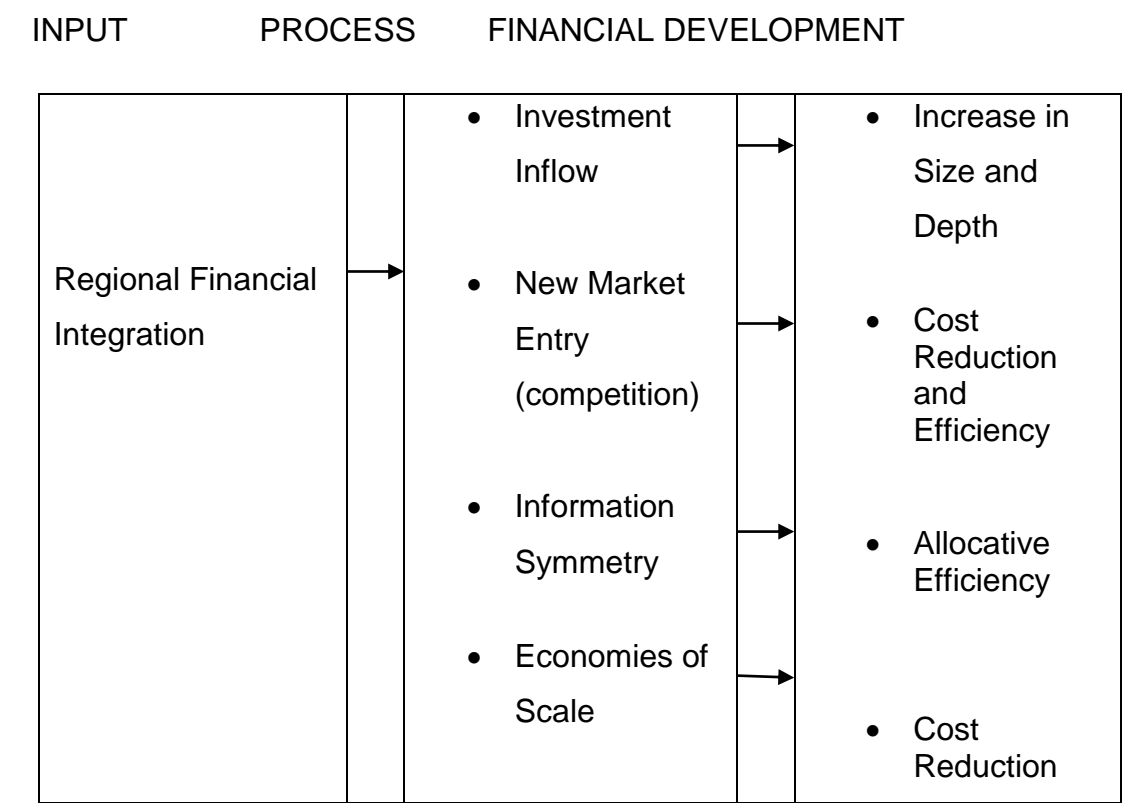 INPUT PROCESS FINANCIAL DEVELOPMENT
Regional Financial
Integration
• Investment
Inflow
• New Market
Entry
(competition)
• Information
Symmetry
• Economies of
Scale
• Increase in
Size and
Depth
• Cost
Reduction
and
Efficiency
• Allocative
Efficiency
• Cost
Reduction